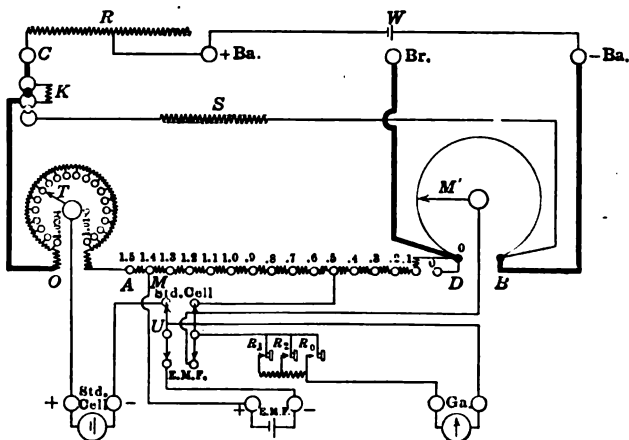 R
W
C
+ Ba.
Br.
- Ba.
K
S
T
M'
O
1.5 1.4 1.3 1.2 1.1 1.0 .9 .8 .7 .6 .5 .4 .3 .2 .1 0
0
A
M
D
B
Std. Cell
U
R₁ R₂ R₀
E.M.F.
+ Std. Cell -
+ E.M.F. -
Ga.